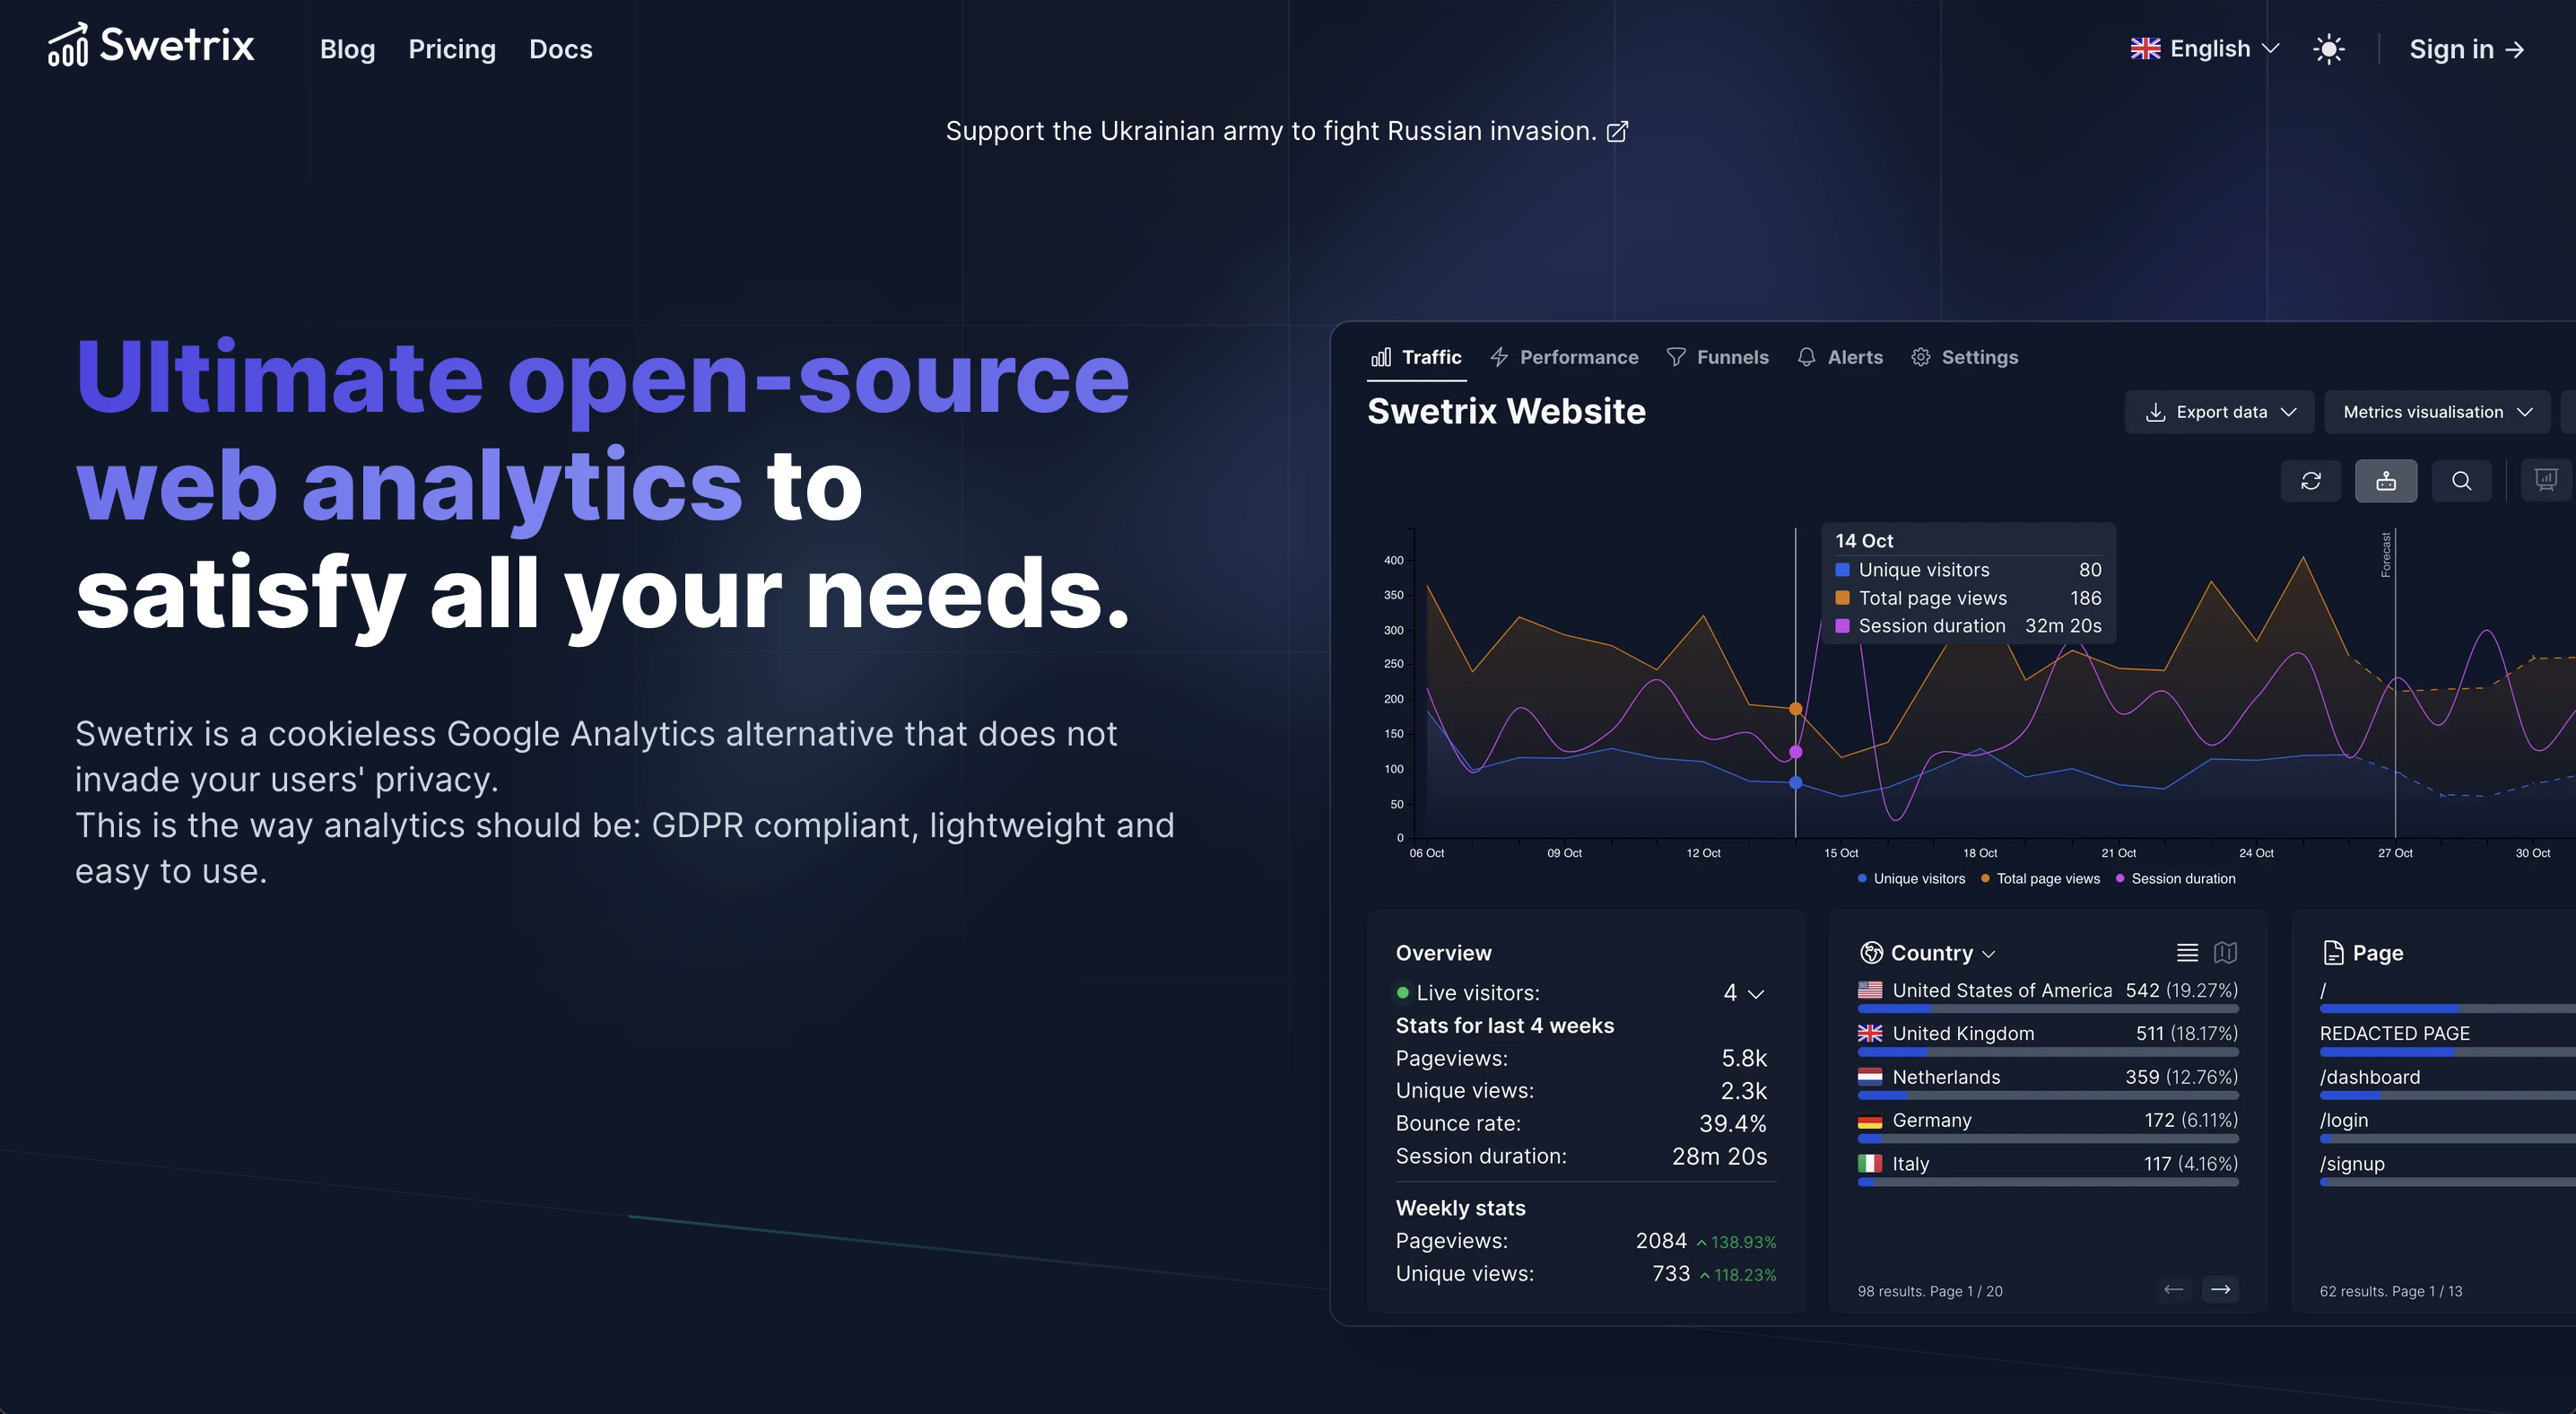 Swetrix Blog Pricing Docs English Sign in →
Support the Ukrainian army to fight Russian invasion.
Ultimate open-source
web analytics to
satisfy all your needs.
Swetrix is a cookieless Google Analytics alternative that does not
invade your users' privacy.
This is the way analytics should be: GDPR compliant, lightweight and
easy to use.
Traffic Performance Funnels Alerts Settings
Swetrix Website
Export data Metrics visualisation
14 Oct
Unique visitors 80
Total page views 186
Session duration 32m 20s
Forecast
400
350
300
250
200
150
100
50
0
06 Oct 09 Oct 12 Oct 15 Oct 18 Oct 21 Oct 24 Oct 27 Oct 30 Oct
Unique visitors Total page views Session duration
Overview
Live visitors: 4
Stats for last 4 weeks
Pageviews: 5.8k
Unique views: 2.3k
Bounce rate: 39.4%
Session duration: 28m 20s
Weekly stats
Pageviews: 2084 138.93%
Unique views: 733 118.23%
Country
United States of America 542 (19.27%)
United Kingdom 511 (18.17%)
Netherlands 359 (12.76%)
Germany 172 (6.11%)
Italy 117 (4.16%)
98 results. Page 1 / 20
← →
Page
/
REDACTED PAGE
/dashboard
/login
/signup
62 results. Page 1 / 13